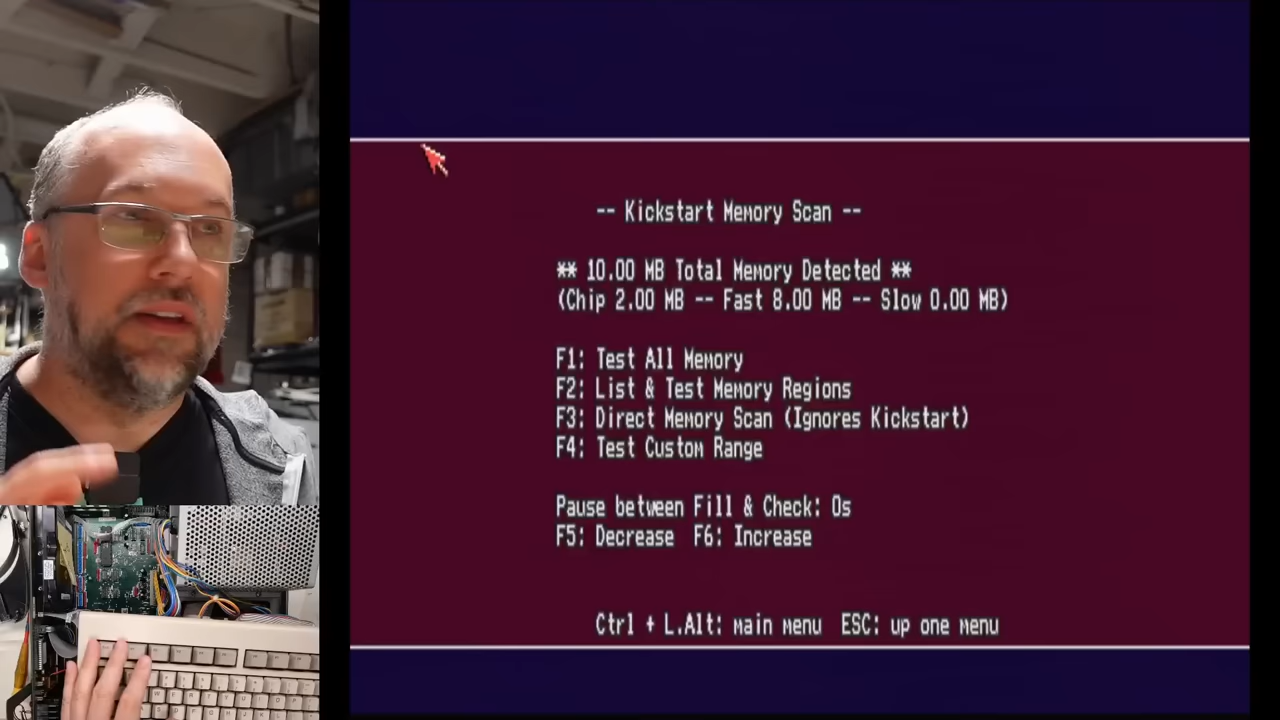 -- Kickstart Memory Scan --
** 10.00 MB Total Memory Detected **
(Chip 2.00 MB -- Fast 8.00 MB -- Slow 0.00 MB)
F1: Test All Memory
F2: List & Test Memory Regions
F3: Direct Memory Scan (Ignores Kickstart)
F4: Test Custom Range
Pause between Fill & Check: 0s
F5: Decrease F6: Increase
Ctrl + L.Alt: main menu ESC: up one menu